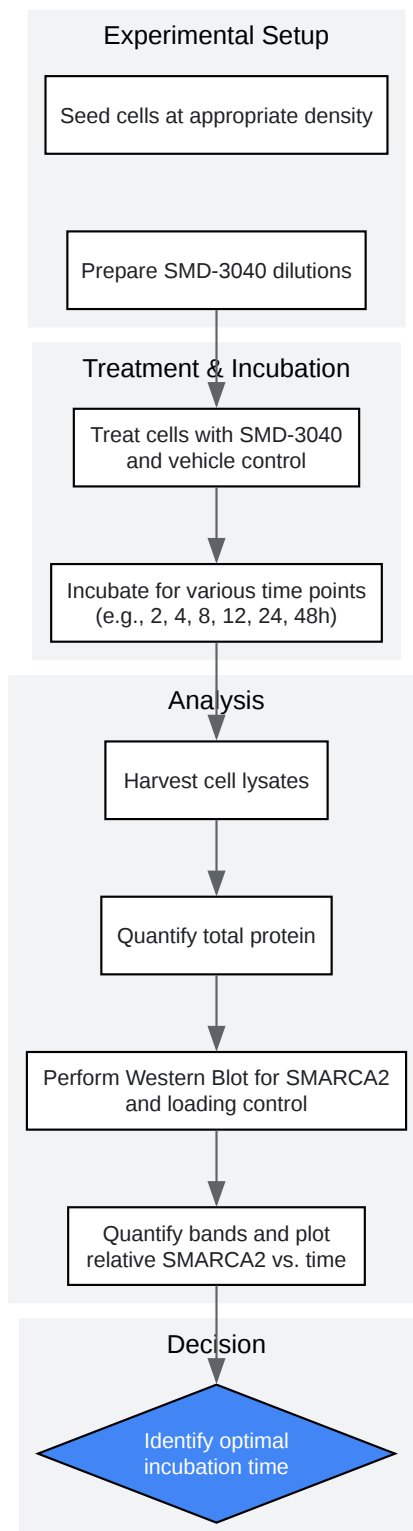 Experimental Setup
Seed cells at appropriate density
Prepare SMD-3040 dilutions
Treatment & Incubation
Treat cells with SMD-3040
and vehicle control
Incubate for various time points
(e.g., 2, 4, 8, 12, 24, 48h)
Analysis
Harvest cell lysates
Quantify total protein
Perform Western Blot for SMARCA2
and loading control
Quantify bands and plot
relative SMARCA2 vs. time
Decision
Identify optimal
incubation time